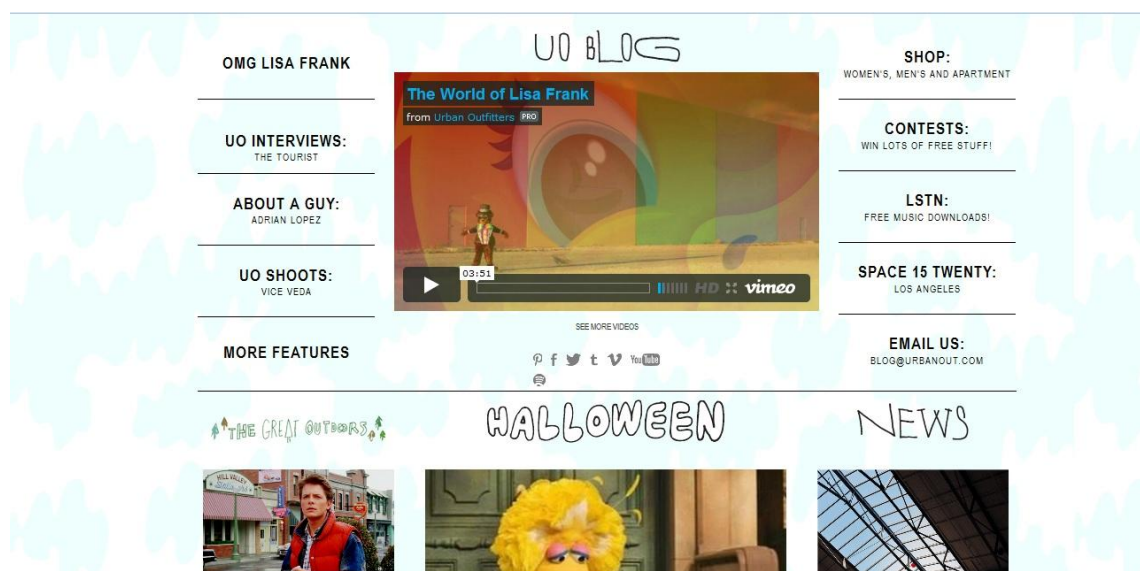 UO BLOG
OMG LISA FRANK
UO INTERVIEWS:
THE TOURIST
ABOUT A GUY:
ADRIAN LOPEZ
UO SHOOTS:
VICE VEDA
MORE FEATURES
The World of Lisa Frank
from Urban Outfitters PRO
03:51
HD vimeo
SEE MORE VIDEOS
You Tube
SHOP:
WOMEN'S, MEN'S AND APARTMENT
CONTESTS:
WIN LOTS OF FREE STUFF!
LSTN:
FREE MUSIC DOWNLOADS!
SPACE 15 TWENTY:
LOS ANGELES
EMAIL US:
BLOG@URBANOUT.COM
THE GREAT OUTDOORS
HALLOWEEN
NEWS
HILL VALLEY